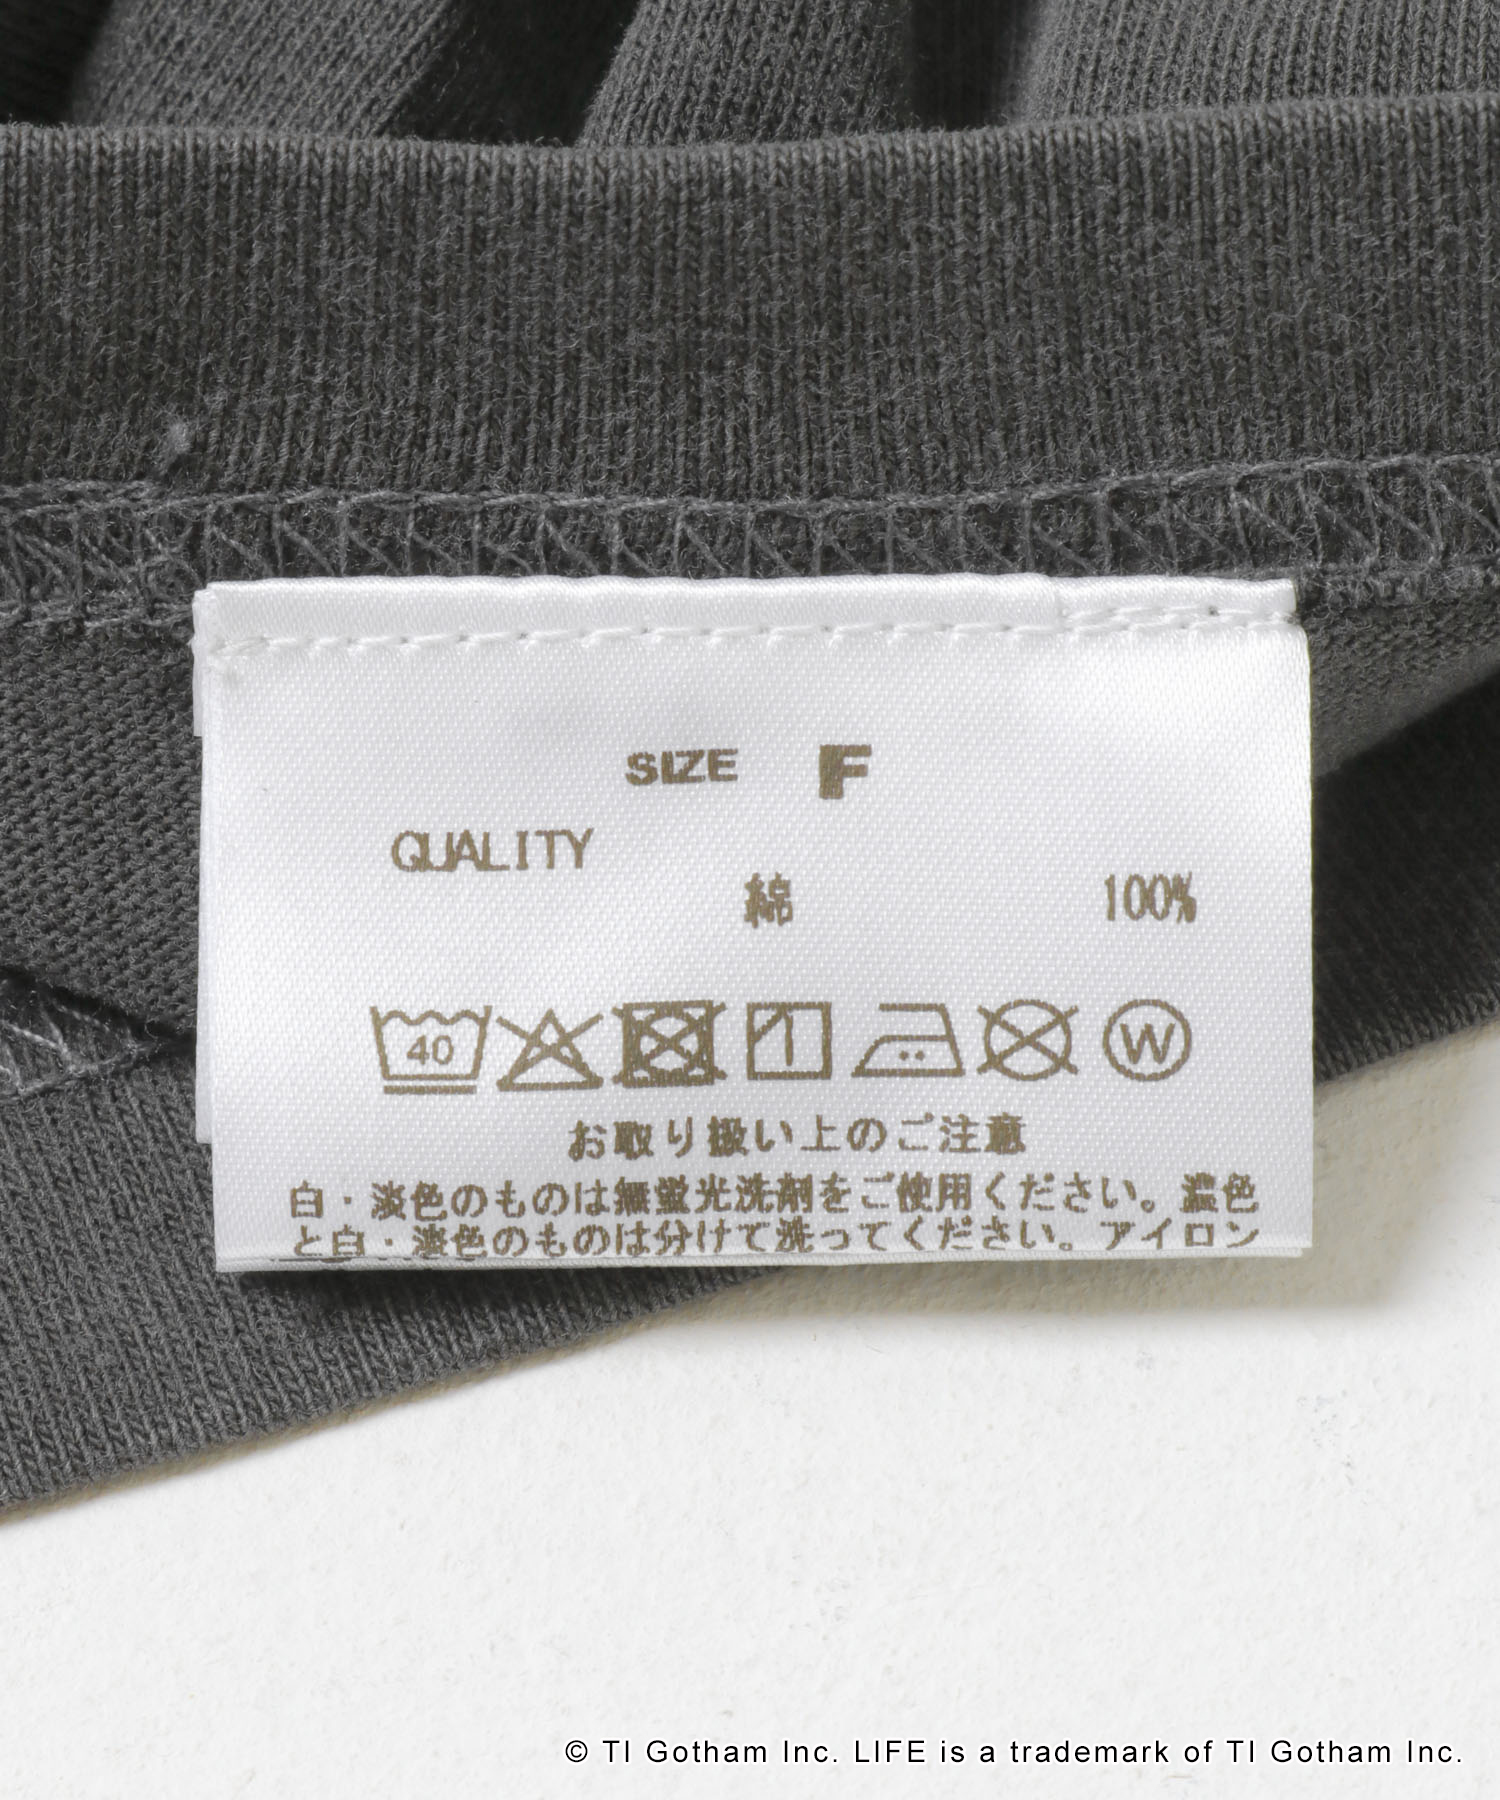 SIZE F
QUALITY
綿 100%
40 W
お取り扱い上のご注意
白・淡色のものは無蛍光洗剤をご使用ください。濃色
と白・淡色のものは分けて洗ってください。アイロン
© TI Gotham Inc. LIFE is a trademark of TI Gotham Inc.